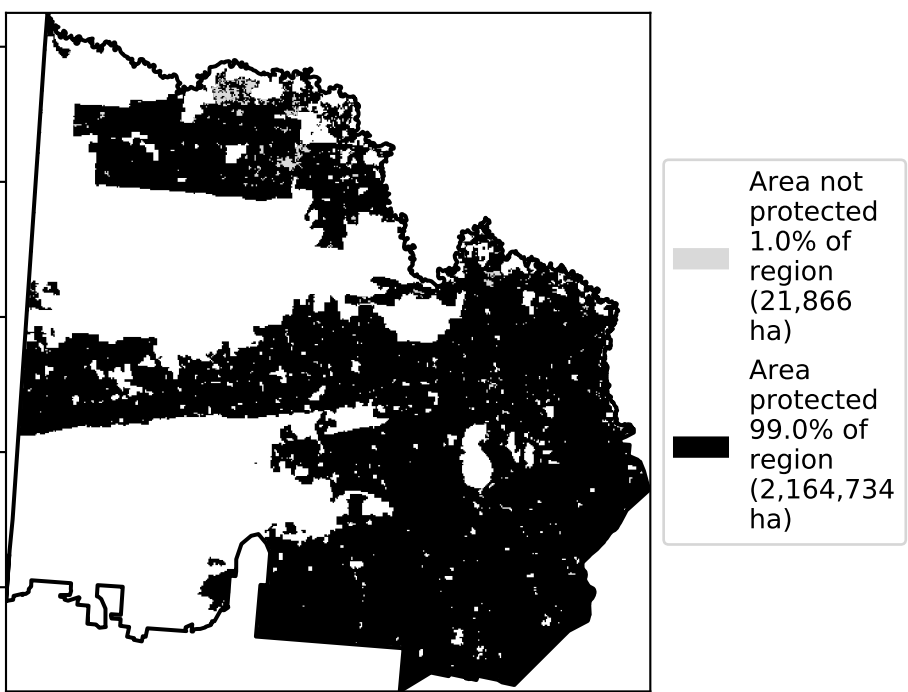 Area not
protected
1.0% of
region
(21,866
ha)
Area
protected
99.0% of
region
(2,164,734
ha)